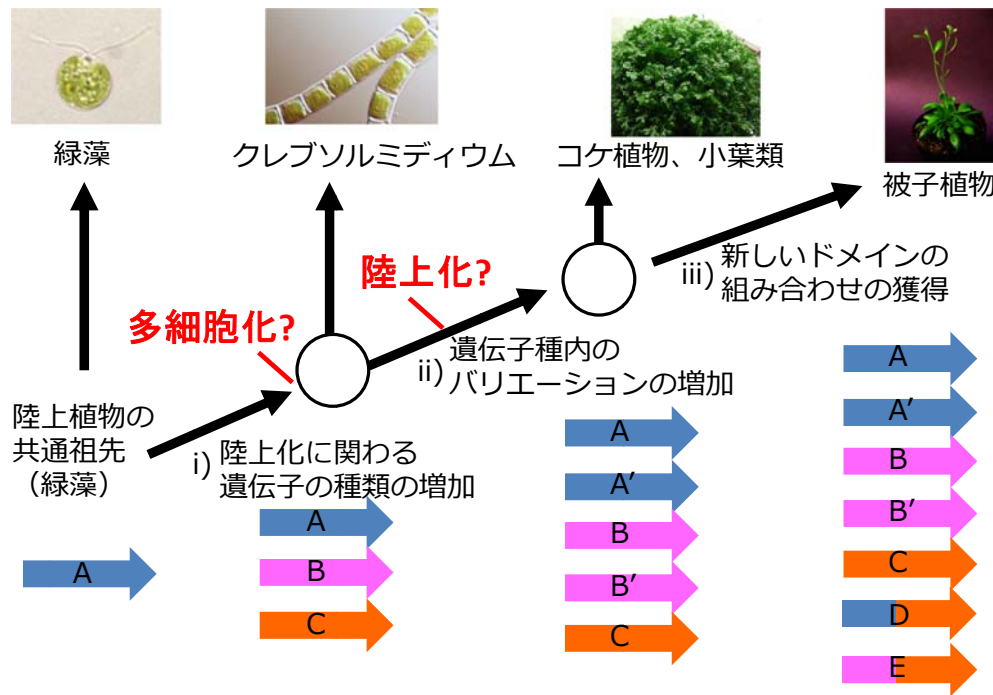 緑藻
クレブソルミディウム
コケ植物、小葉類
被子植物
陸上化?
多細胞化?
iii) 新しいドメインの
組み合わせの獲得
ii) 遺伝子種内の
バリエーションの増加
陸上植物の
共通祖先
(緑藻)
i) 陸上化に関わる
遺伝子の種類の増加
A
A
B
C
A
A′
B
B′
C
A
A′
B
B′
C
D
E